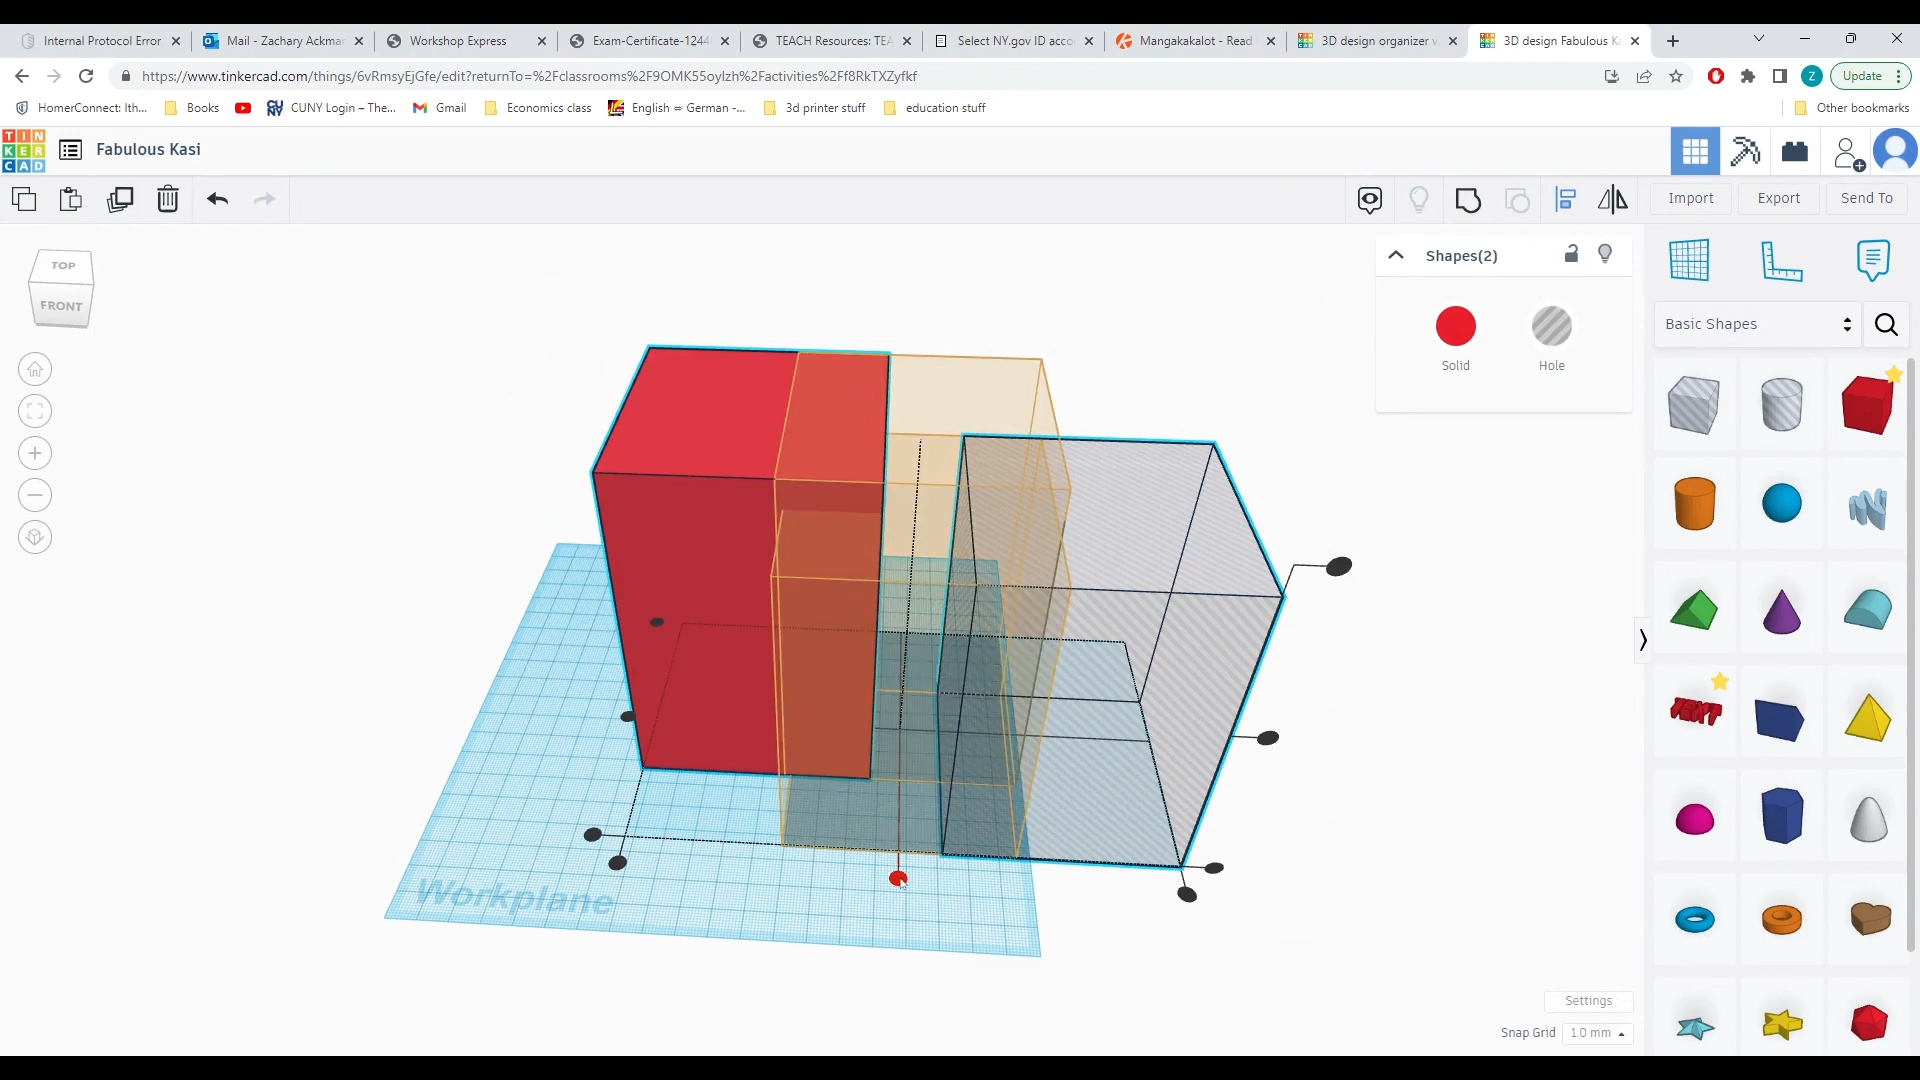 Internal Protocol Error
Mail - Zachary Ackma
Workshop Express
Exam-Certificate-1244
TEACH Resources: TEA
Select NY.gov ID acco
Mangakakalot - Read
3D design organizer v
3D design Fabulous Ka
https://www.tinkercad.com/things/6vRmsyEjGfe/edit?returnTo=%2Fclassrooms%2F9OMK55oylzh%2Factivities%2Ff8RkTXZyfkf
Z
Update
HomerConnect: Ith...
Books
CUNY Login – The...
Gmail
Economics class
English ⇔ German -...
3d printer stuff
education stuff
Other bookmarks
TIN
KER
CAD
Fabulous Kasi
Import
Export
Send To
TOP
FRONT
Shapes(2)
Solid
Hole
Basic Shapes
TEXT
Workplane
Settings
Snap Grid
1.0 mm